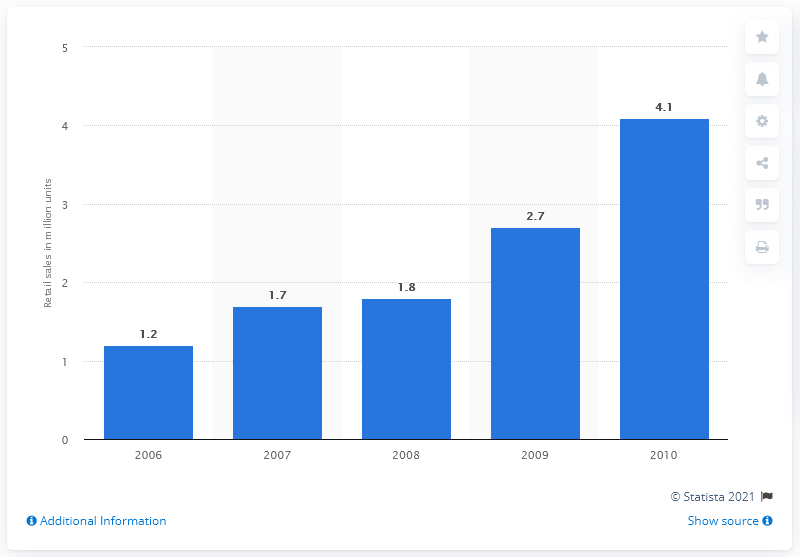 5
4
3
2
1
0
Retail sales in million units
1.2
1.7
1.8
2.7
4.1
2006 2007 2008 2009 2010
© Statista 2021
Additional Information
Show source